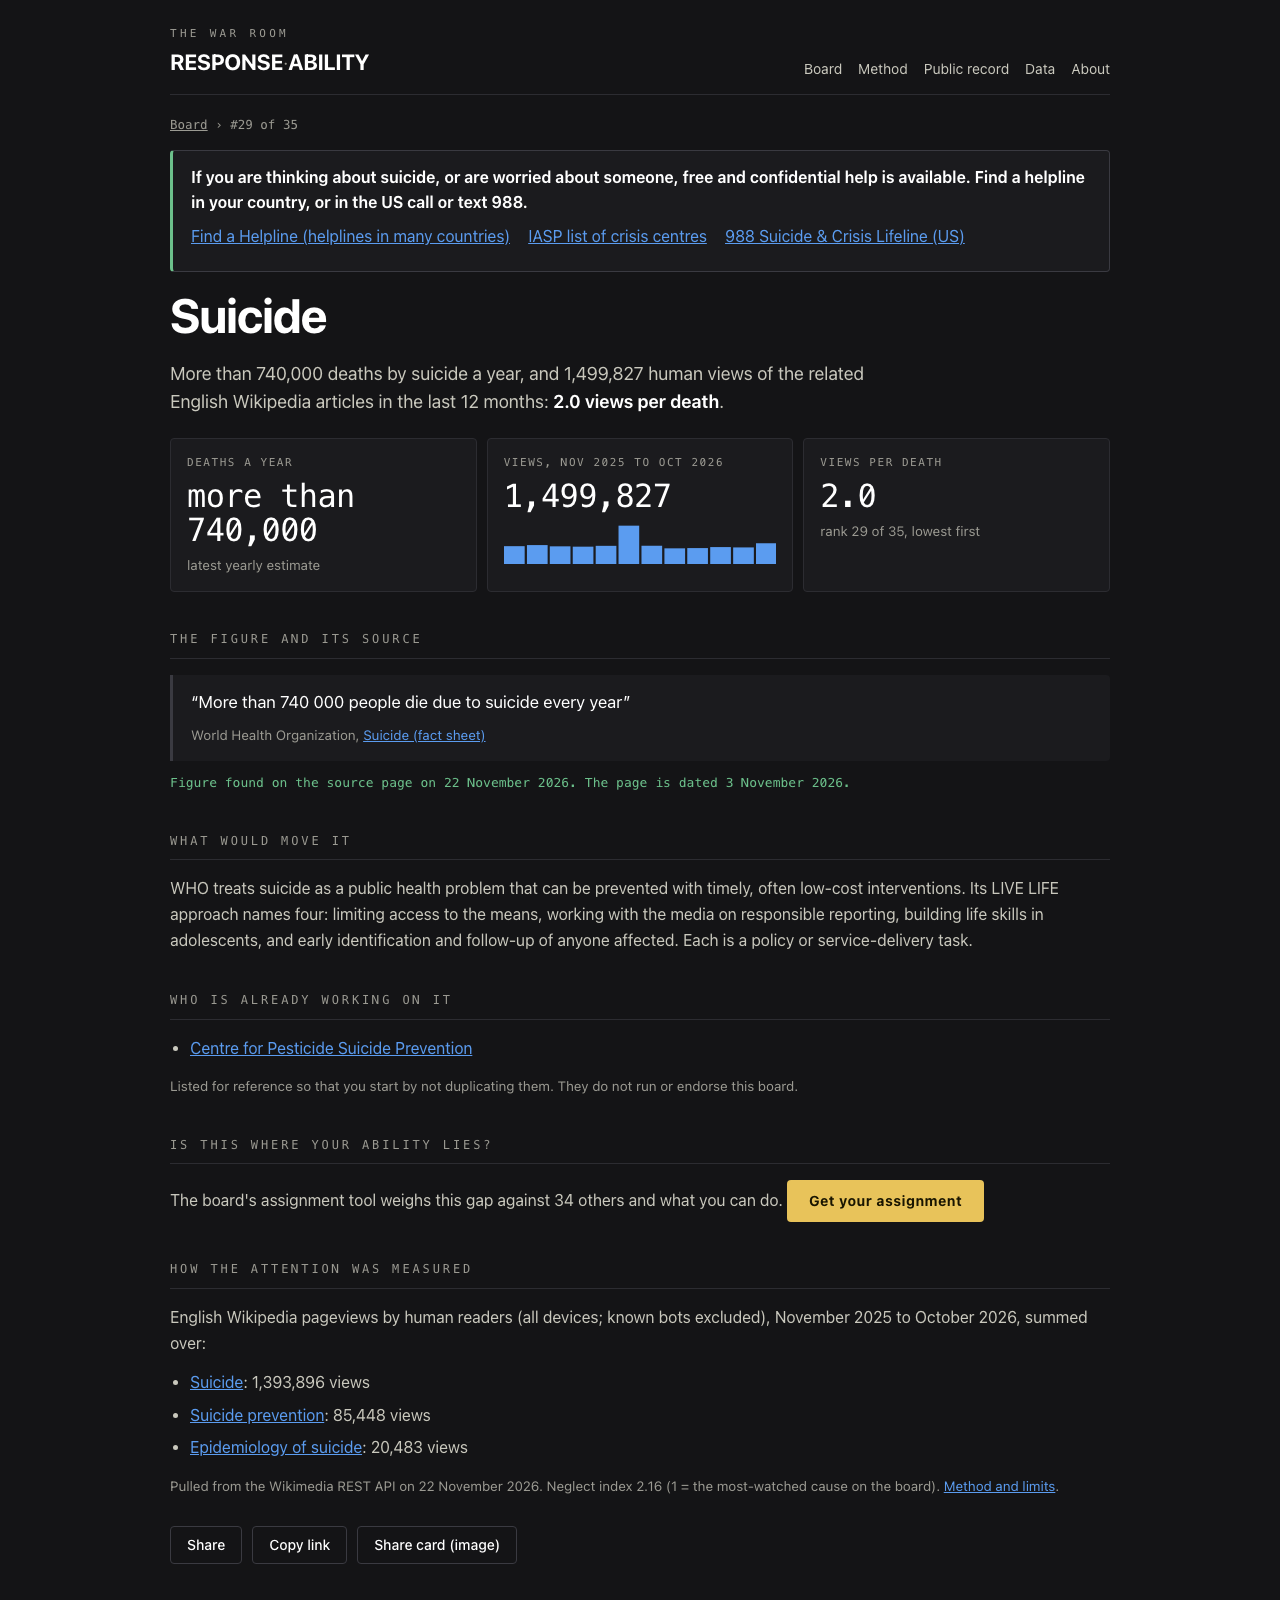 THE WAR ROOM
RESPONSE·ABILITY
Board Method Public record Data About
Board › #29 of 35
If you are thinking about suicide, or are worried about someone, free and confidential help is available. Find a helpline
in your country, or in the US call or text 988.
Find a Helpline (helplines in many countries) IASP list of crisis centres 988 Suicide & Crisis Lifeline (US)
Suicide
More than 740,000 deaths by suicide a year, and 1,499,827 human views of the related
English Wikipedia articles in the last 12 months: 2.0 views per death.
DEATHS A YEAR
more than
740,000
latest yearly estimate
VIEWS, NOV 2025 TO OCT 2026
1,499,827
VIEWS PER DEATH
2.0
rank 29 of 35, lowest first
THE FIGURE AND ITS SOURCE
“More than 740 000 people die due to suicide every year”
World Health Organization, Suicide (fact sheet)
Figure found on the source page on 22 November 2026. The page is dated 3 November 2026.
WHAT WOULD MOVE IT
WHO treats suicide as a public health problem that can be prevented with timely, often low-cost interventions. Its LIVE LIFE
approach names four: limiting access to the means, working with the media on responsible reporting, building life skills in
adolescents, and early identification and follow-up of anyone affected. Each is a policy or service-delivery task.
WHO IS ALREADY WORKING ON IT
• Centre for Pesticide Suicide Prevention
Listed for reference so that you start by not duplicating them. They do not run or endorse this board.
IS THIS WHERE YOUR ABILITY LIES?
The board's assignment tool weighs this gap against 34 others and what you can do. Get your assignment
HOW THE ATTENTION WAS MEASURED
English Wikipedia pageviews by human readers (all devices; known bots excluded), November 2025 to October 2026, summed
over:
• Suicide: 1,393,896 views
• Suicide prevention: 85,448 views
• Epidemiology of suicide: 20,483 views
Pulled from the Wikimedia REST API on 22 November 2026. Neglect index 2.16 (1 = the most-watched cause on the board). Method and limits.
Share Copy link Share card (image)